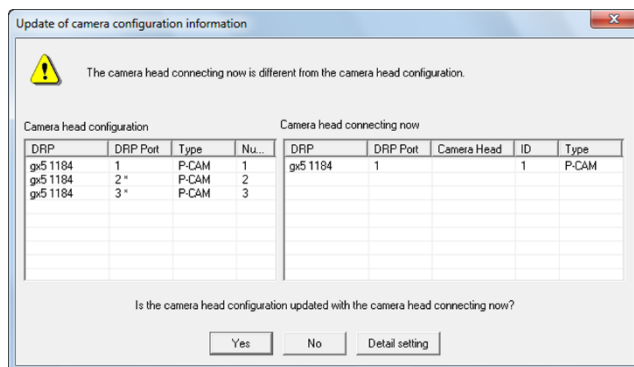 Update of camera configuration information
The camera head connecting now is different from the camera head configuration.
Camera head configuration
DRP DRP Port Type Nu...
gx5 1184 1 P-CAM 1
gx5 1184 2 * P-CAM 2
gx5 1184 3 * P-CAM 3
Camera head connecting now
DRP DRP Port Camera Head ID Type
gx5 1184 1 1 P-CAM
Is the camera head configuration updated with the camera head connecting now?
Yes No Detail setting